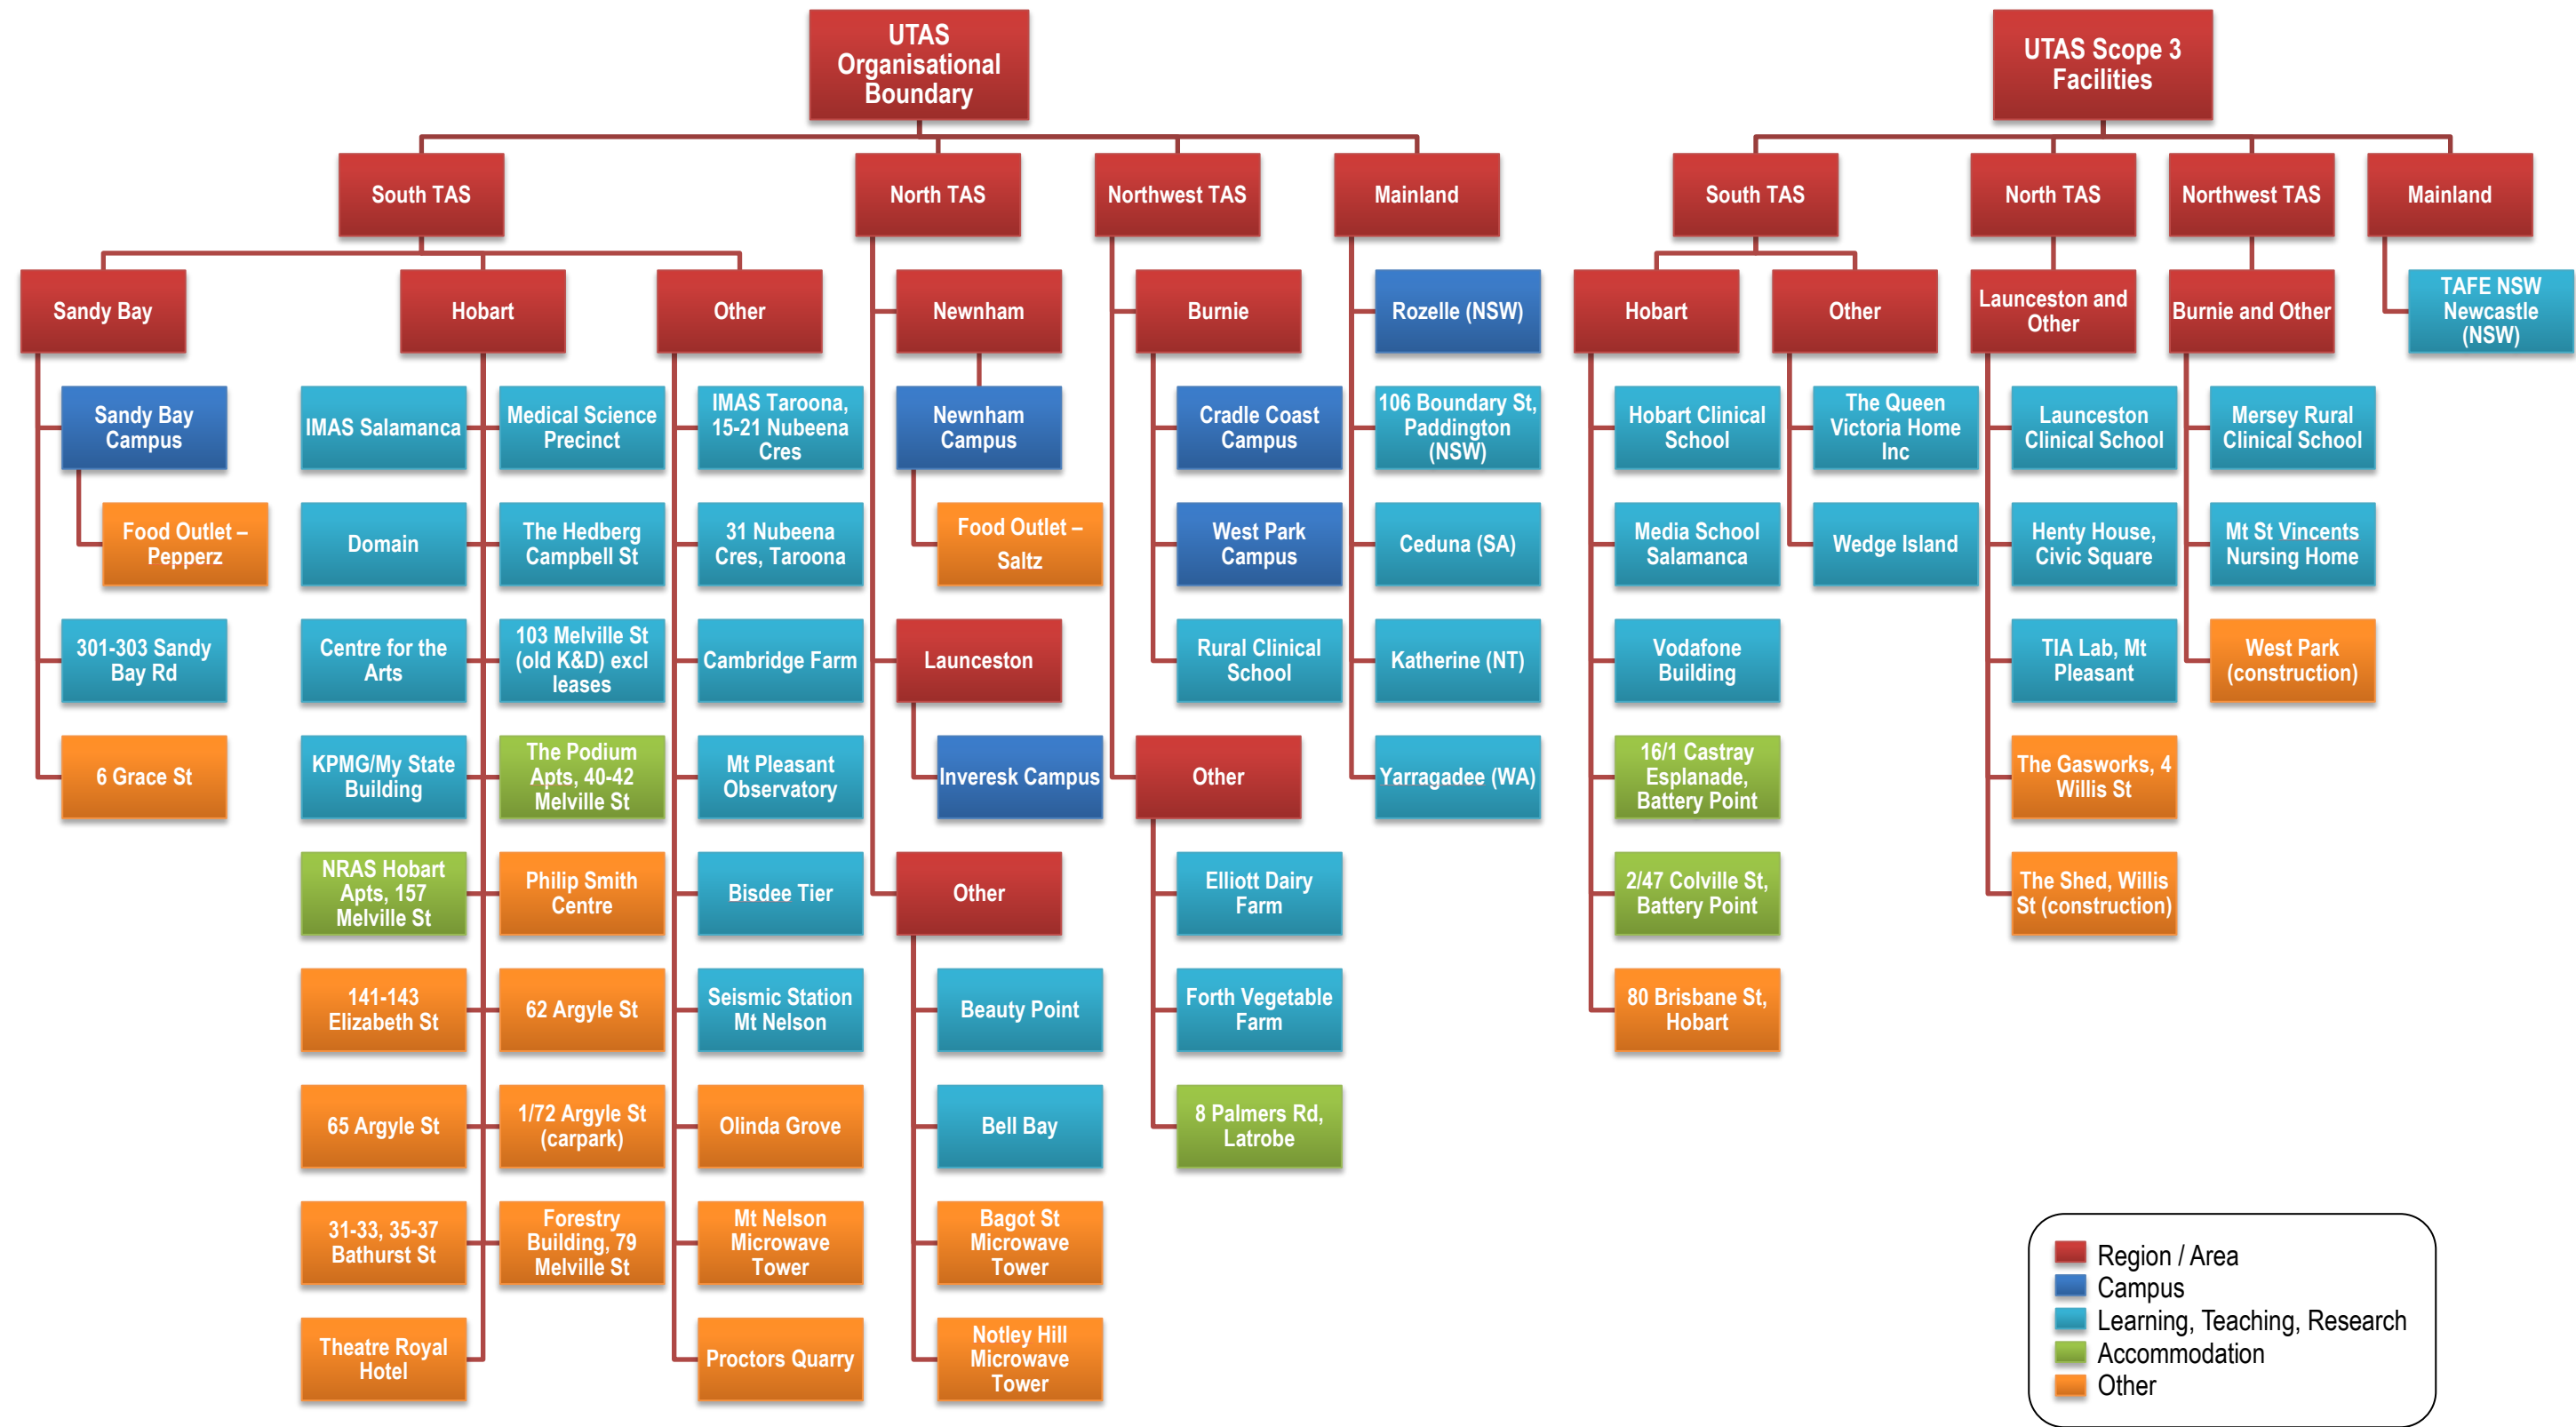 UTAS
Organisational
Boundary
UTAS Scope 3
Facilities
South TAS
North TAS
Northwest TAS
Mainland
South TAS
North TAS
Northwest TAS
Mainland
Sandy Bay
Hobart
Other
Newnham
Burnie
Rozelle (NSW)
Hobart
Other
Launceston and
Other
Burnie and Other
TAFE NSW
Newcastle
(NSW)
Sandy Bay
Campus
IMAS Salamanca
Medical Science
Precinct
IMAS Taroona,
15-21 Nubeena
Cres
Newnham
Campus
Cradle Coast
Campus
106 Boundary St,
Paddington
(NSW)
Hobart Clinical
School
The Queen
Victoria Home
Inc
Launceston
Clinical School
Mersey Rural
Clinical School
Food Outlet –
Pepperz
Domain
The Hedberg
Campbell St
31 Nubeena
Cres, Taroona
Food Outlet –
Saltz
West Park
Campus
Ceduna (SA)
Media School
Salamanca
Wedge Island
Henty House,
Civic Square
Mt St Vincents
Nursing Home
301-303 Sandy
Bay Rd
Centre for the
Arts
103 Melville St
(old K&D) excl
leases
Cambridge Farm
Launceston
Rural Clinical
School
Katherine (NT)
Vodafone
Building
TIA Lab, Mt
Pleasant
West Park
(construction)
6 Grace St
KPMG/My State
Building
The Podium
Apts, 40-42
Melville St
Mt Pleasant
Observatory
Inveresk Campus
Other
Yarragadee (WA)
16/1 Castray
Esplanade,
Battery Point
The Gasworks, 4
Willis St
NRAS Hobart
Apts, 157
Melville St
Philip Smith
Centre
Bisdee Tier
Other
Elliott Dairy
Farm
2/47 Colville St,
Battery Point
The Shed, Willis
St (construction)
141-143
Elizabeth St
62 Argyle St
Seismic Station
Mt Nelson
Beauty Point
Forth Vegetable
Farm
80 Brisbane St,
Hobart
65 Argyle St
1/72 Argyle St
(carpark)
Olinda Grove
Bell Bay
8 Palmers Rd,
Latrobe
31-33, 35-37
Bathurst St
Forestry
Building, 79
Melville St
Mt Nelson
Microwave
Tower
Bagot St
Microwave
Tower
Theatre Royal
Hotel
Proctors Quarry
Notley Hill
Microwave
Tower
Region / Area
Campus
Learning, Teaching, Research
Accommodation
Other